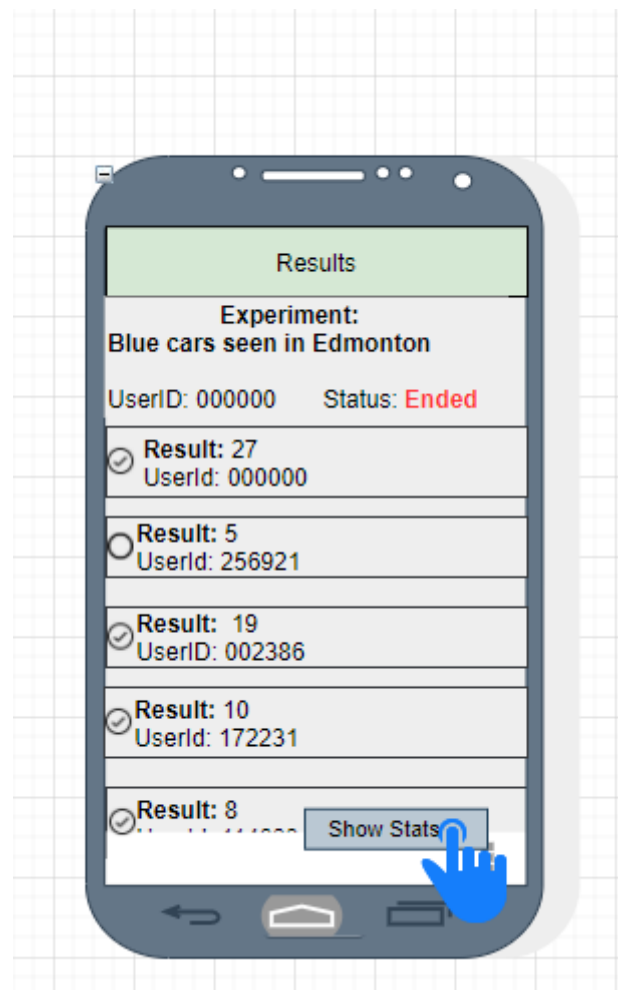 Results
Experiment:
Blue cars seen in Edmonton
UserID: 000000 Status: Ended
Result: 27
UserId: 000000
Result: 5
UserId: 256921
Result: 19
UserID: 002386
Result: 10
UserId: 172231
Result: 8
Show Stats